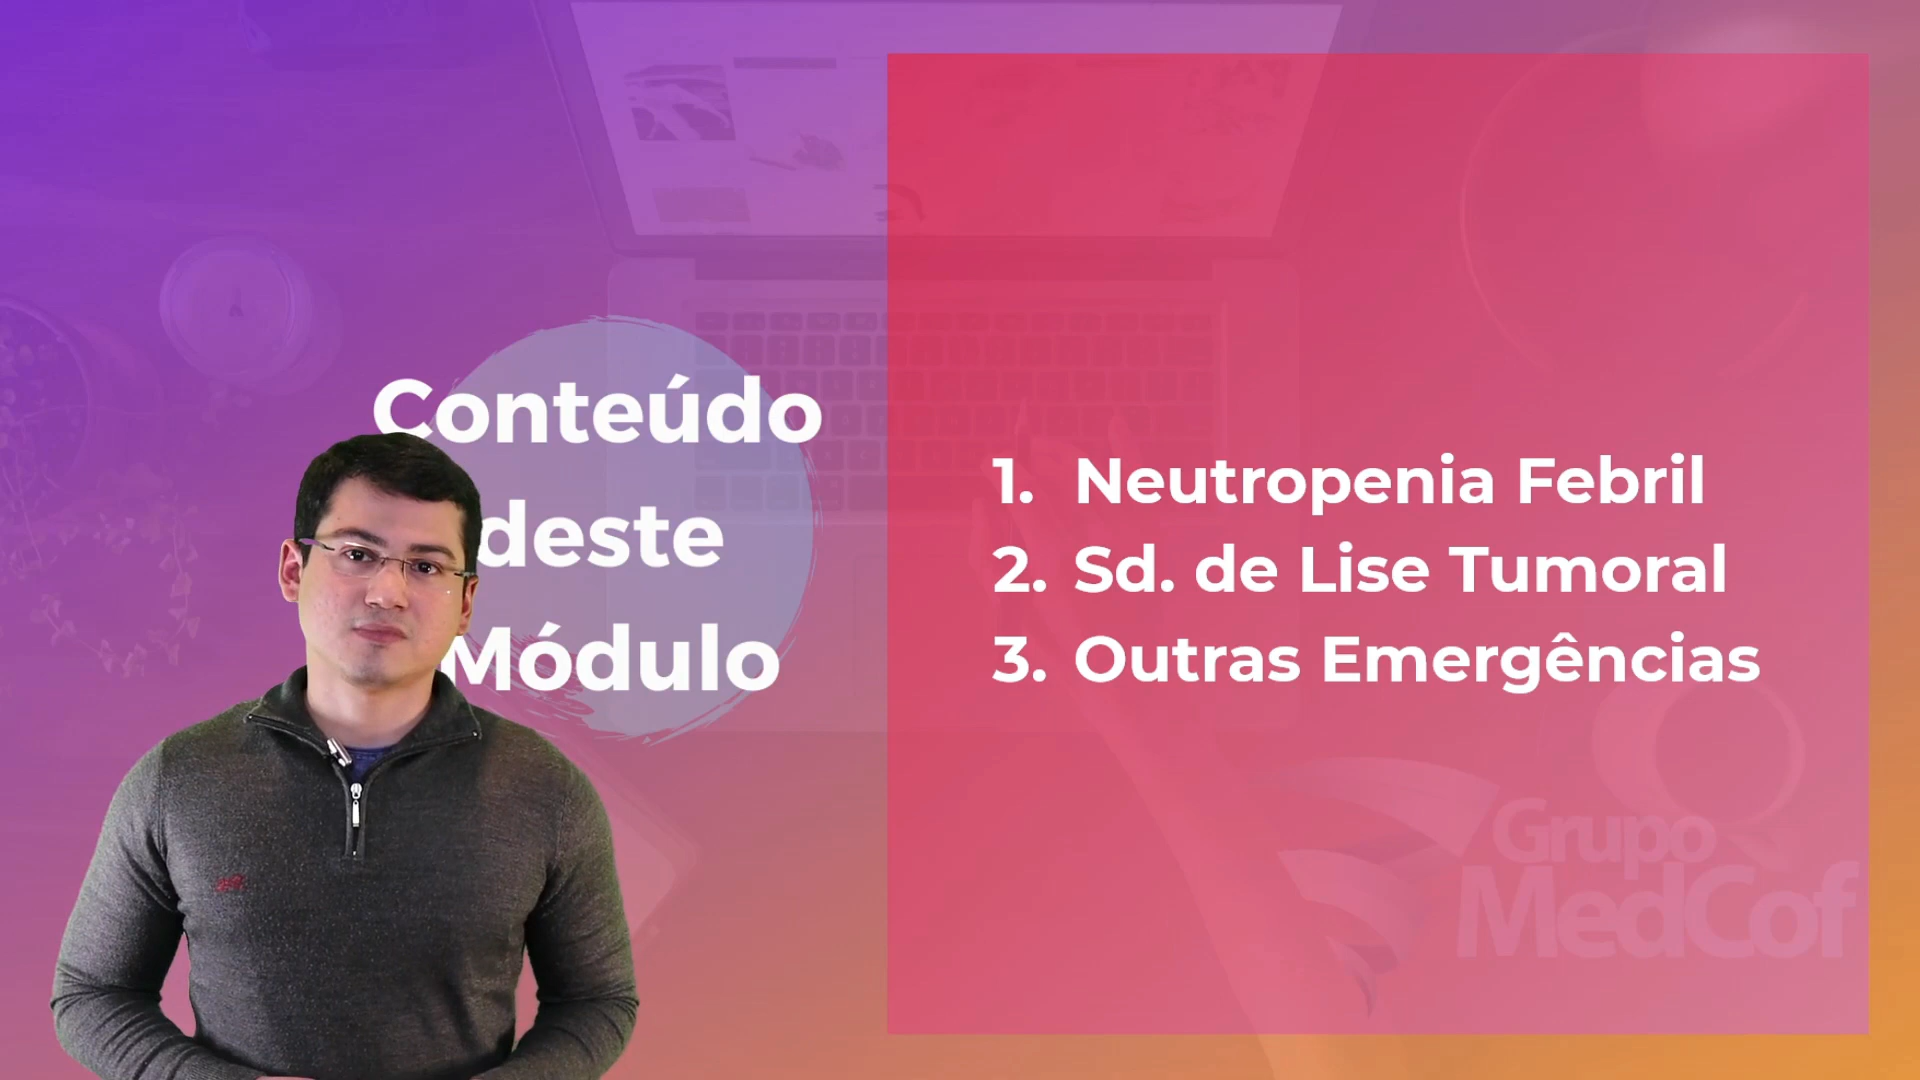 Conteúdo
deste
Módulo
1. Neutropenia Febril
2. Sd. de Lise Tumoral
3. Outras Emergências
Grupo
MedCof